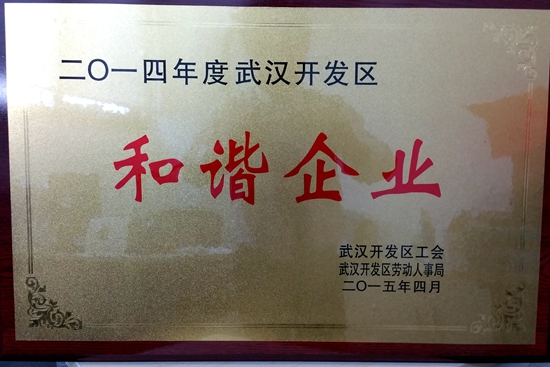 二〇一四年度武汉开发区
和谐企业
武汉开发区工会
武汉开发区劳动人事局
二〇一五年四月